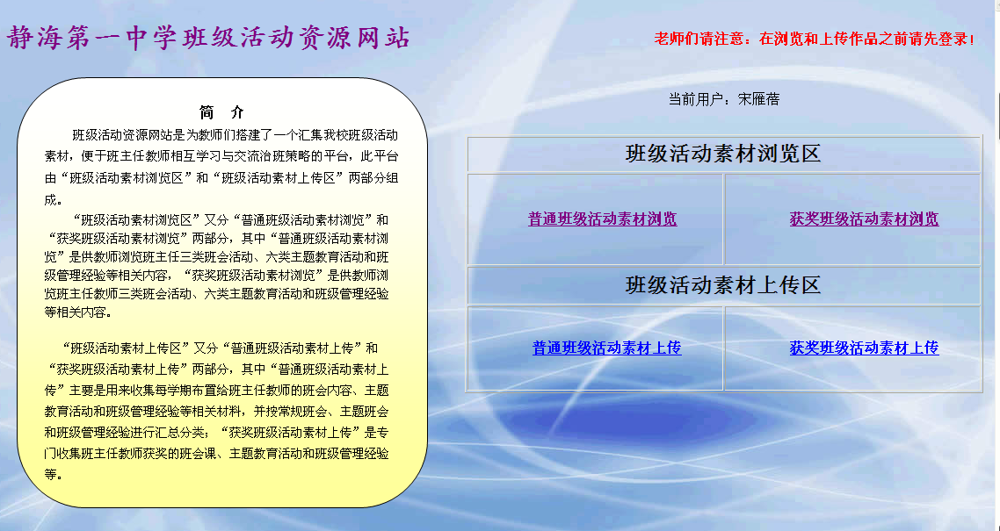 静海第一中学班级活动资源网站
老师们请注意：在浏览和上传作品之前请先登录！
当前用户：宋雁蓓
简 介
班级活动资源网站是为教师们搭建了一个汇集我校班级活动
素材，便于班主任教师相互学习与交流治班策略的平台，此平台
由“班级活动素材浏览区”和“班级活动素材上传区”两部分组
成。
“班级活动素材浏览区”又分“普通班级活动素材浏览”和
“获奖班级活动素材浏览”两部分，其中“普通班级活动素材浏
览”是供教师浏览班主任三类班会活动、六类主题教育活动和班
级管理经验等相关内容，“获奖班级活动素材浏览”是供教师浏
览班主任教师三类班会活动、六类主题教育活动和班级管理经验
等相关内容。
“班级活动素材上传区”又分“普通班级活动素材上传”和
“获奖班级活动素材上传”两部分，其中“普通班级活动素材上
传”主要是用来收集每学期布置给班主任教师的班会内容、主题
教育活动和班级管理经验等相关材料，并按常规班会、主题班会
和班级管理经验进行汇总分类；“获奖班级活动素材上传”是专
门收集班主任教师获奖的班会课、主题教育活动和班级管理经验
等。
班级活动素材浏览区
普通班级活动素材浏览
获奖班级活动素材浏览
班级活动素材上传区
普通班级活动素材上传
获奖班级活动素材上传